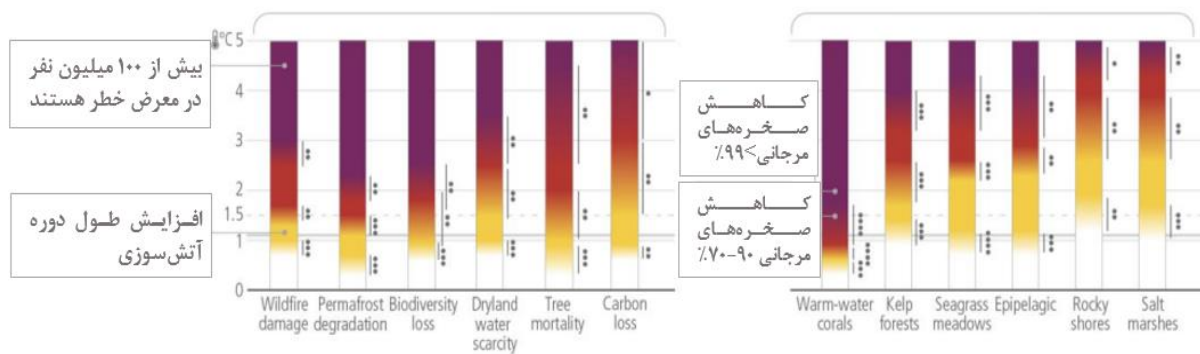 °C 5
4
3
2
1.5
1
0
بیش از ۱۰۰ میلیون نفر
در معرض خطر هستند
افزایش طول دوره
آتش‌سوزی
Wildfire
damage
Permafrost
degradation
Biodiversity
loss
Dryland
water
scarcity
Tree
mortality
Carbon
loss
کاهش
صخره‌های
مرجانی>۹۹٪
کاهش
صخره‌های
مرجانی ۹۰-۷۰٪
Warm-water
corals
Kelp
forests
Seagrass
meadows
Epipelagic
Rocky
shores
Salt
marshes